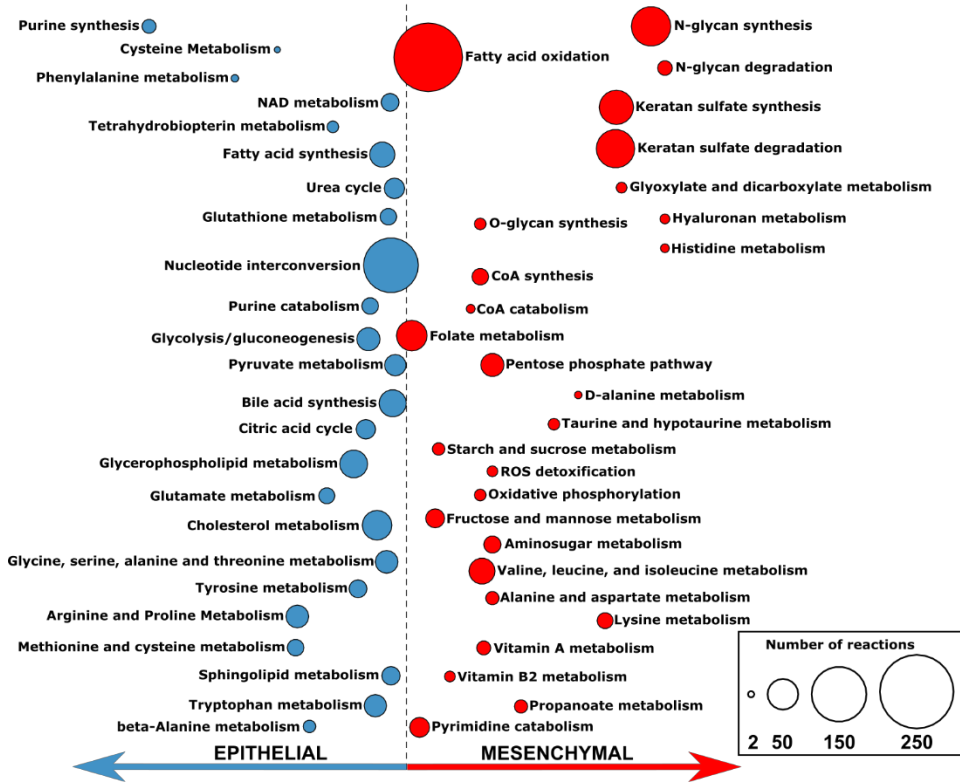 Purine synthesis
N-glycan synthesis
Cysteine Metabolism
Fatty acid oxidation
N-glycan degradation
Phenylalanine metabolism
NAD metabolism
Keratan sulfate synthesis
Tetrahydrobiopterin metabolism
Fatty acid synthesis
Keratan sulfate degradation
Urea cycle
Glyoxylate and dicarboxylate metabolism
Glutathione metabolism
O-glycan synthesis
Hyaluronan metabolism
Histidine metabolism
Nucleotide interconversion
CoA synthesis
Purine catabolism
CoA catabolism
Glycolysis/gluconeogenesis
Folate metabolism
Pyruvate metabolism
Pentose phosphate pathway
Bile acid synthesis
D-alanine metabolism
Citric acid cycle
Taurine and hypotaurine metabolism
Starch and sucrose metabolism
Glycerophospholipid metabolism
ROS detoxification
Glutamate metabolism
Oxidative phosphorylation
Cholesterol metabolism
Fructose and mannose metabolism
Aminosugar metabolism
Glycine, serine, alanine and threonine metabolism
Valine, leucine, and isoleucine metabolism
Tyrosine metabolism
Alanine and aspartate metabolism
Arginine and Proline Metabolism
Lysine metabolism
Methionine and cysteine metabolism
Vitamin A metabolism
Sphingolipid metabolism
Vitamin B2 metabolism
Tryptophan metabolism
Propanoate metabolism
beta-Alanine metabolism
Pyrimidine catabolism
Number of reactions
2 50 150 250
EPITHELIAL MESENCHYMAL